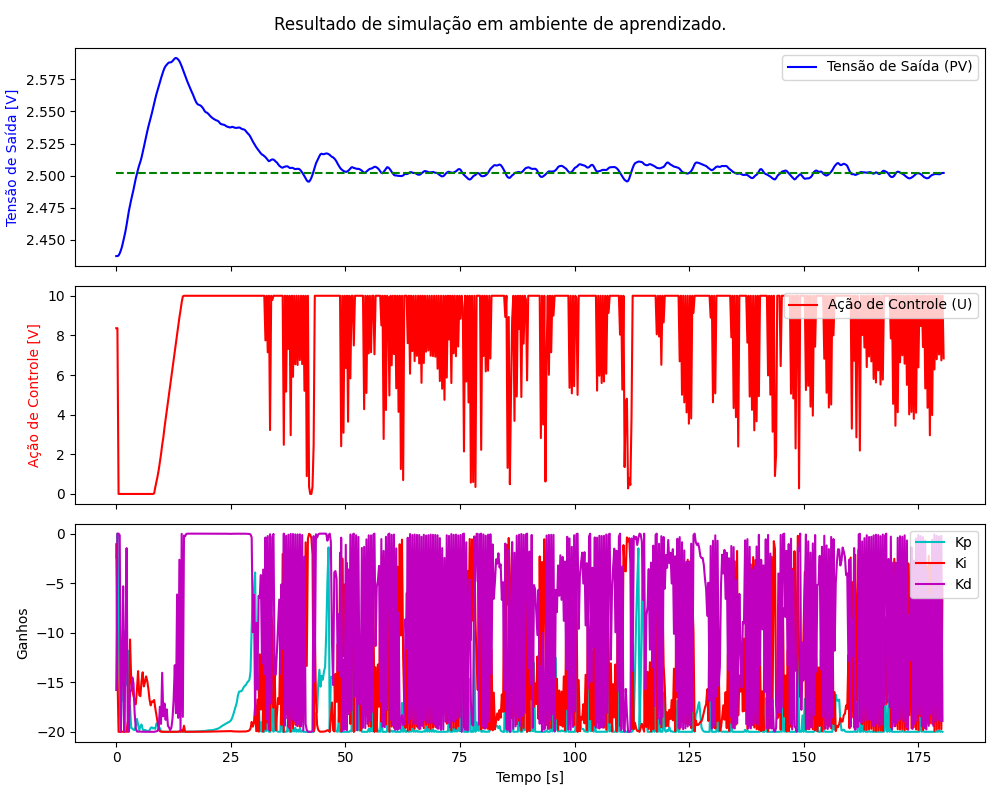 Resultado de simulação em ambiente de aprendizado.
Tensão de Saída [V]
2.575
2.550
2.525
2.500
2.475
2.450
Tensão de Saída (PV)
Ação de Controle [V]
10
8
6
4
2
0
Ação de Controle (U)
Ganhos
0
−5
−10
−15
−20
Kp
Ki
Kd
0 25 50 75 100 125 150 175
Tempo [s]